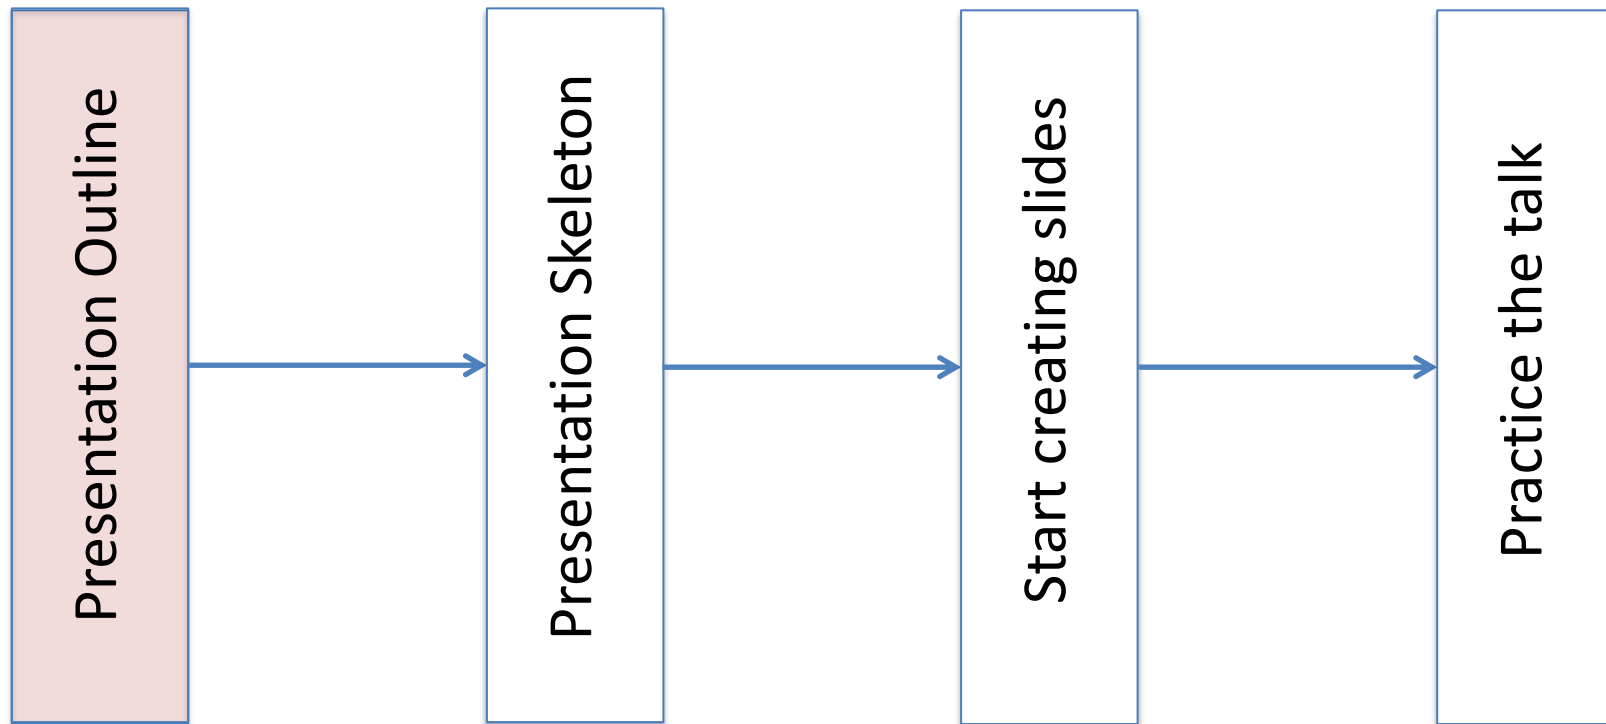 Presentation Outline
Presentation Skeleton
Start creating slides
Practice the talk